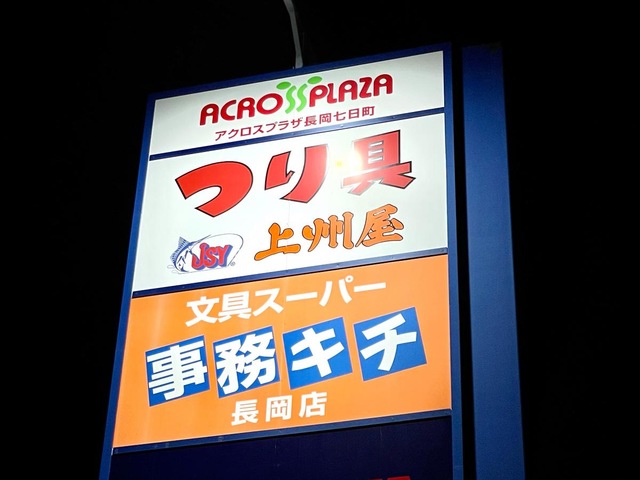 ACROSSPLAZA
アクロスプラザ長岡七日町
つり具
JSY 上州屋
文具スーパー
事務キチ
長岡店